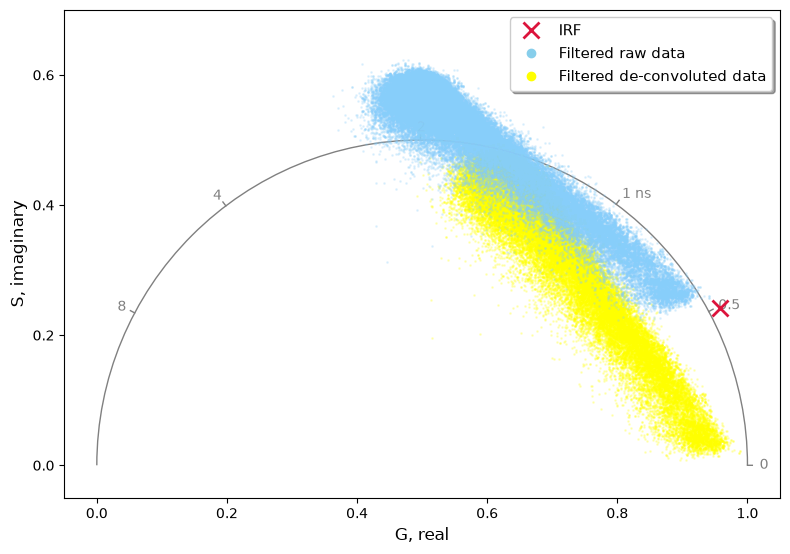 IRF
Filtered raw data
Filtered de-convoluted data
0.6
0.4
0.2
0.0
S, imaginary
8
4
1 ns
0.5
0
0.0
0.2
0.4
0.6
0.8
1.0
G, real